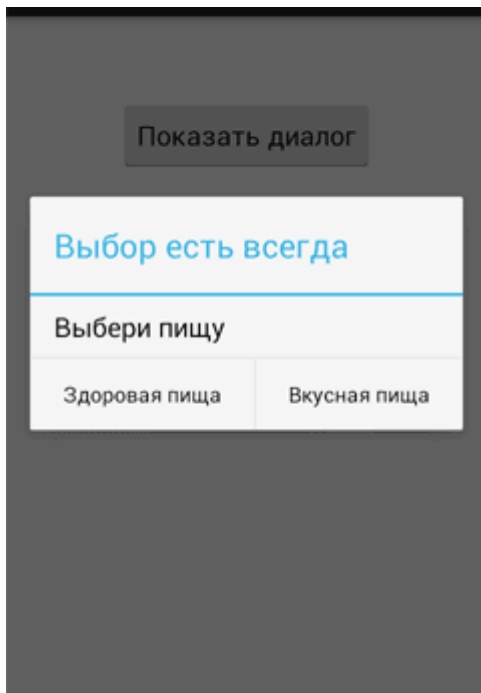 Показать диалог
Выбор есть всегда
Выбери пищу
Здоровая пища
Вкусная пища